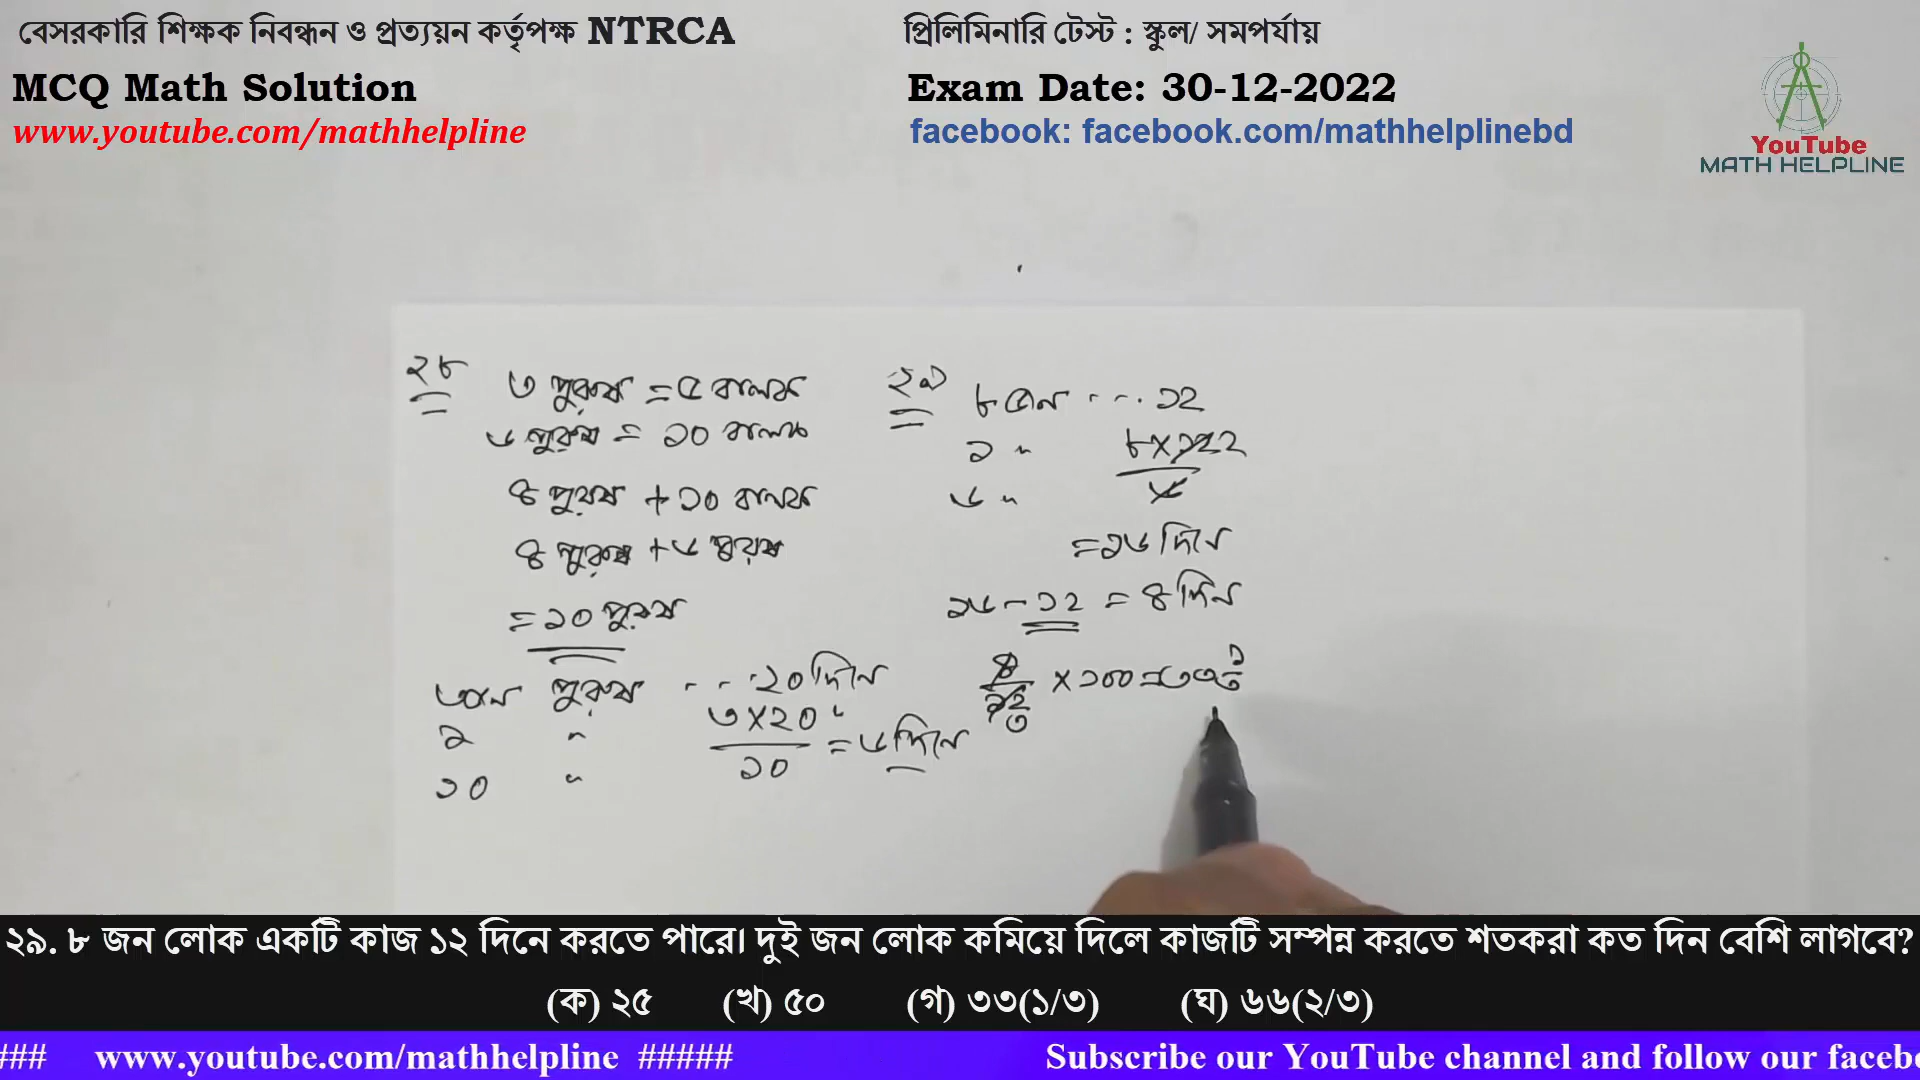 বেসরকারি শিক্ষক নিবন্ধন ও প্রত্যয়ন কর্তৃপক্ষ NTRCA
প্রিলিমিনারি টেস্ট : স্কুল/ সমপর্যায়
MCQ Math Solution
Exam Date: 30-12-2022
www.youtube.com/mathhelpline
facebook: facebook.com/mathhelplinebd
YouTube
MATH HELPLINE
২৮
৩ পুরুষ = ৫ বালক
৬ পুরুষ = ১০ বালক
৪ পুরুষ + ১০ বালক
৪ পুরুষ + ৬ পুরুষ
= ১০ পুরুষ
৩জন পুরুষ - - - ২০ দিনে
১ " ৩×২০ "
১০ " ১০ = ৬ দিনে
২৯
৮ জন - - - ১২
১ " ৮×১২ ২
৬ " ৬
= ১৬ দিনে
১৬ - ১২ = ৪ দিন
৪/১২ ৩ × ১০০ = ৩৩ ১/৩
২৯. ৮ জন লোক একটি কাজ ১২ দিনে করতে পারে। দুই জন লোক কমিয়ে দিলে কাজটি সম্পন্ন করতে শতকরা কত দিন বেশি লাগবে?
(ক) ২৫ (খ) ৫০ (গ) ৩৩(১/৩) (ঘ) ৬৬(২/৩)
### www.youtube.com/mathhelpline ##### Subscribe our YouTube channel and follow our facebo